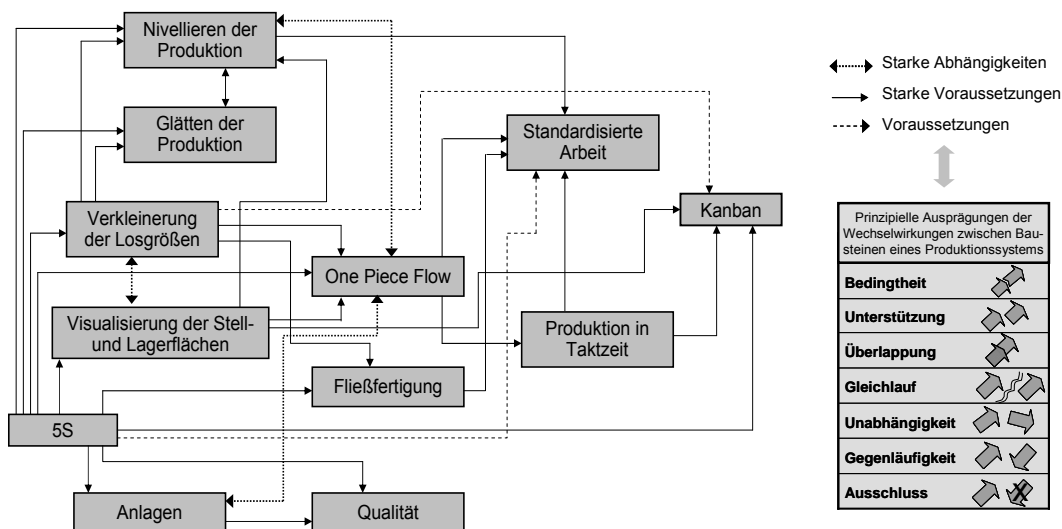 Nivellieren der
Produktion
Glätten der
Produktion
Verkleinerung
der Losgrößen
Visualisierung der Stell-
und Lagerflächen
5S
Anlagen
One Piece Flow
Fließfertigung
Qualität
Standardisierte
Arbeit
Produktion in
Taktzeit
Kanban
Starke Abhängigkeiten
Starke Voraussetzungen
Voraussetzungen
Prinzipielle Ausprägungen der
Wechselwirkungen zwischen Bau-
steinen eines Produktionssystems
Bedingtheit
Unterstützung
Überlappung
Gleichlauf
Unabhängigkeit
Gegenläufigkeit
Ausschluss